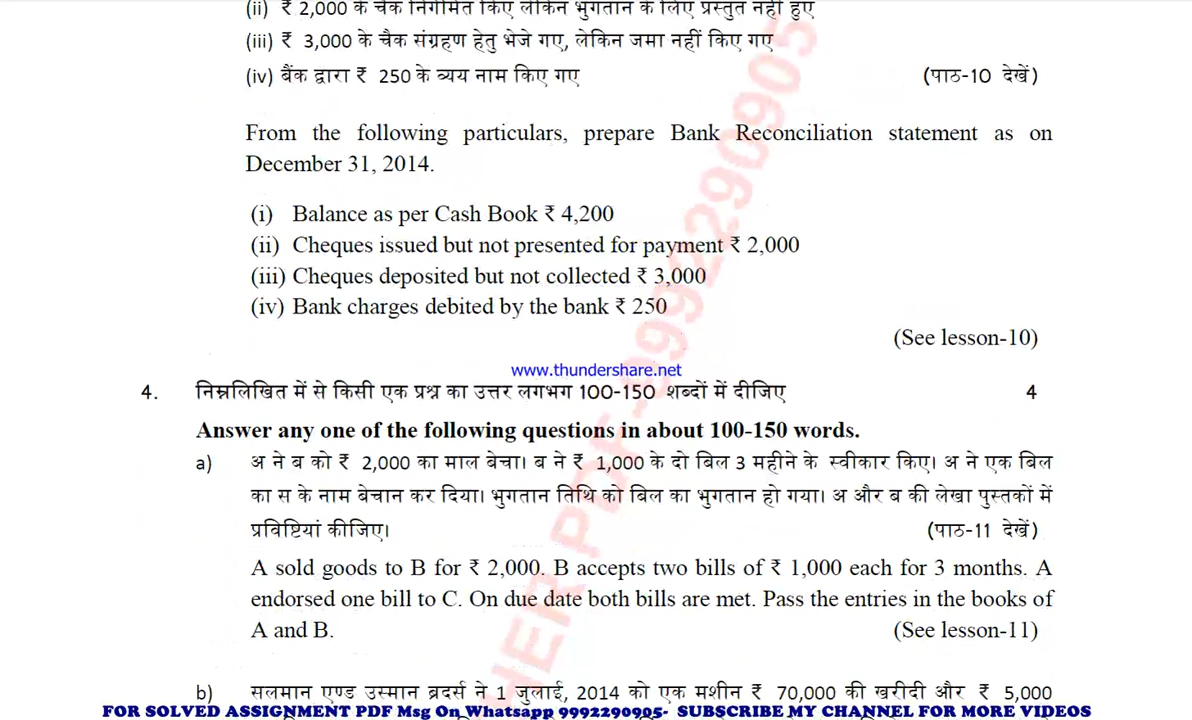 (ii) ₹ 2,000 के चैक निर्गमित किए लेकिन भुगतान के लिए प्रस्तुत नहीं हुए
(iii) ₹ 3,000 के चैक संग्रहण हेतु भेजे गए, लेकिन जमा नहीं किए गए
(iv) बैंक द्वारा ₹ 250 के व्यय नाम किए गए (पाठ-10 देखें)
From the following particulars, prepare Bank Reconciliation statement as on
December 31, 2014.
(i) Balance as per Cash Book ₹ 4,200
(ii) Cheques issued but not presented for payment ₹ 2,000
(iii) Cheques deposited but not collected ₹ 3,000
(iv) Bank charges debited by the bank ₹ 250
(See lesson-10)
www.thundershare.net
4. निम्नलिखित में से किसी एक प्रश्न का उत्तर लगभग 100-150 शब्दों में दीजिए 4
Answer any one of the following questions in about 100-150 words.
a) अ ने ब को ₹ 2,000 का माल बेचा। ब ने ₹ 1,000 के दो बिल 3 महीने के स्वीकार किए। अ ने एक बिल
का स के नाम बेचान कर दिया। भुगतान तिथि को बिल का भुगतान हो गया। अ और ब की लेखा पुस्तकों में
प्रविष्टियां कीजिए। (पाठ-11 देखें)
A sold goods to B for ₹ 2,000. B accepts two bills of ₹ 1,000 each for 3 months. A
endorsed one bill to C. On due date both bills are met. Pass the entries in the books of
A and B. (See lesson-11)
b) सलमान एण्ड उस्मान ब्रदर्स ने 1 जुलाई, 2014 को एक मशीन ₹ 70,000 की खरीदी और ₹ 5,000
FOR SOLVED ASSIGNMENT PDF Msg On Whatsapp 9992290905- SUBSCRIBE MY CHANNEL FOR MORE VIDEOS
HER PDF-9992290905